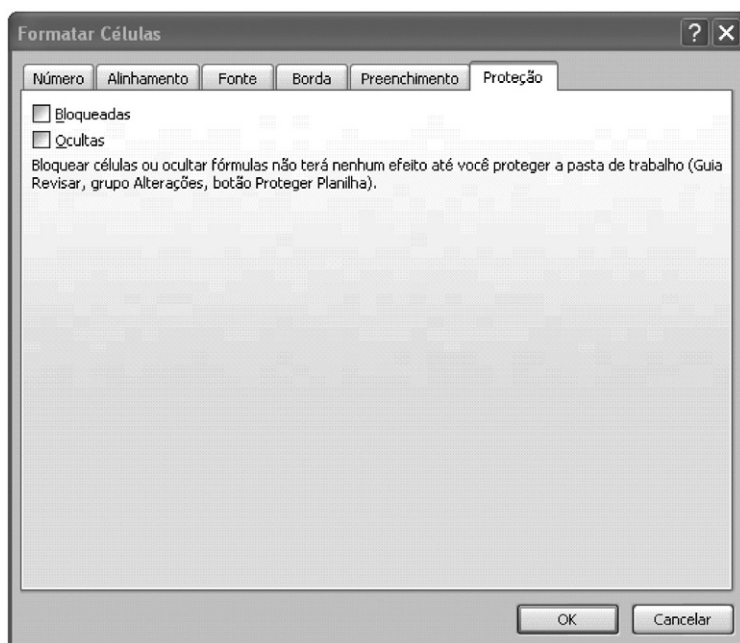 Formatar Células
Número Alinhamento Fonte Borda Preenchimento Proteção
Bloqueadas
Ocultas
Bloquear células ou ocultar fórmulas não terá nenhum efeito até você proteger a pasta de trabalho (Guia
Revisar, grupo Alterações, botão Proteger Planilha).
OK Cancelar